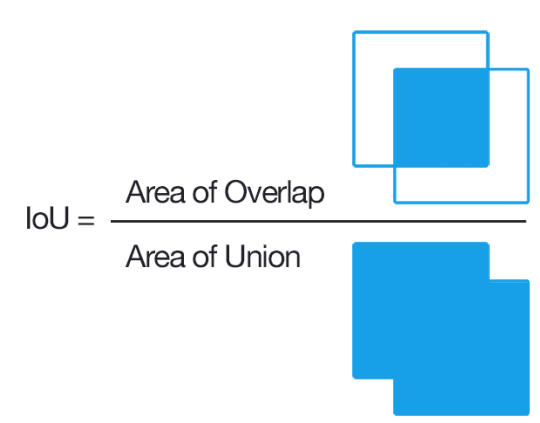 Area of Overlap
IoU =
Area of Union